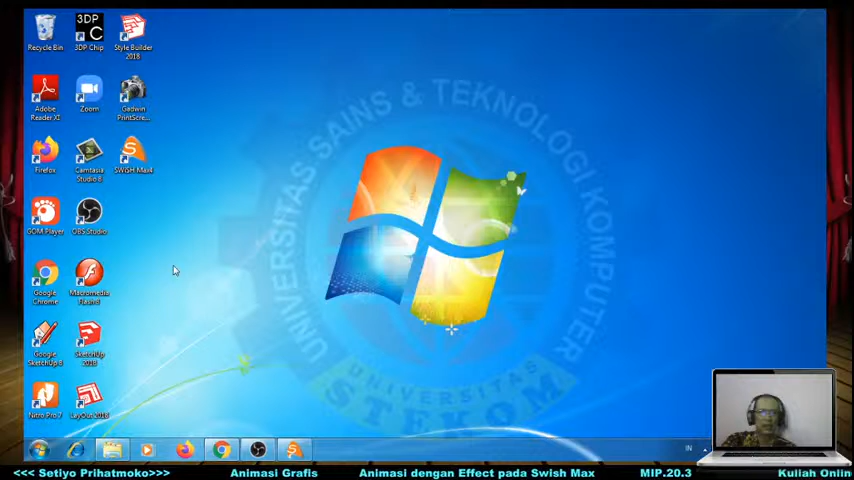 Recycle Bin
3DP
C
3DP Chip
Style Builder
2018
Adobe
Reader XI
Zoom
Gadwin
PrintScre...
Firefox
Camtasia
Studio 8
SWiSH Max4
GOM Player
OBS Studio
Google
Chrome
Macromedia
Flash 8
Google
SketchUp 8
SketchUp
2018
Nitro Pro 7
LayOut 2018
UNIVERSITAS SAINS & TEKNOLOGI KOMPUTER
UNIVERSITAS
STEKOM
IN
<<< Setiyo Prihatmoko>>> Animasi Grafis Animasi dengan Effect pada Swish Max MIP.20.3 Kuliah Onlin